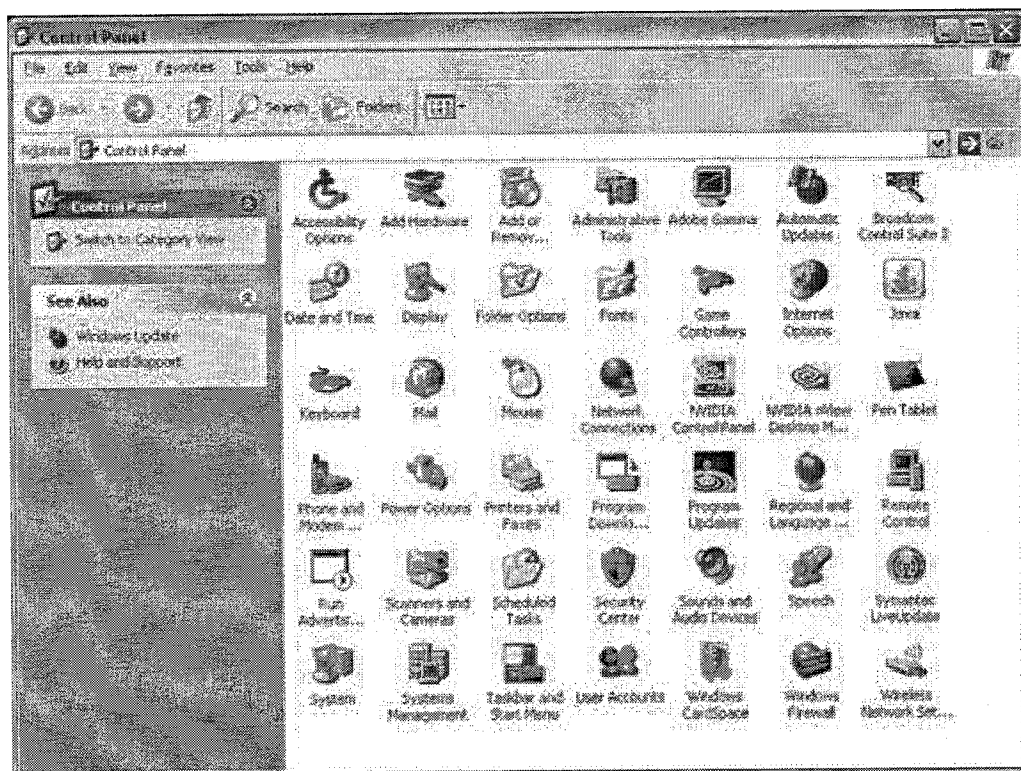 Control Panel
File Edit View Favorites Tools Help
Back Search Folders
Address Control Panel Go
Control Panel
Switch to Category View
See Also
Windows Update
Help and Support
Accessibility Options
Add Hardware
Add or Remov...
Administrative Tools
Adobe Gamma
Automatic Updates
Broadcom Control Suite 2
Date and Time
Display
Folder Options
Fonts
Game Controllers
Internet Options
Java
Keyboard
Mail
Mouse
Network Connections
NVIDIA Control Panel
NVIDIA nView Desktop M...
Pen Tablet
Phone and Modem ...
Power Options
Printers and Faxes
Program Downlo...
Program Updates
Regional and Language ...
Remote Control
Run Adverti...
Scanners and Cameras
Scheduled Tasks
Security Center
Sounds and Audio Devices
Speech
Symantec LiveUpdate
System
Systems Management
Taskbar and Start Menu
User Accounts
Windows CardSpace
Windows Firewall
Wireless Network Set...